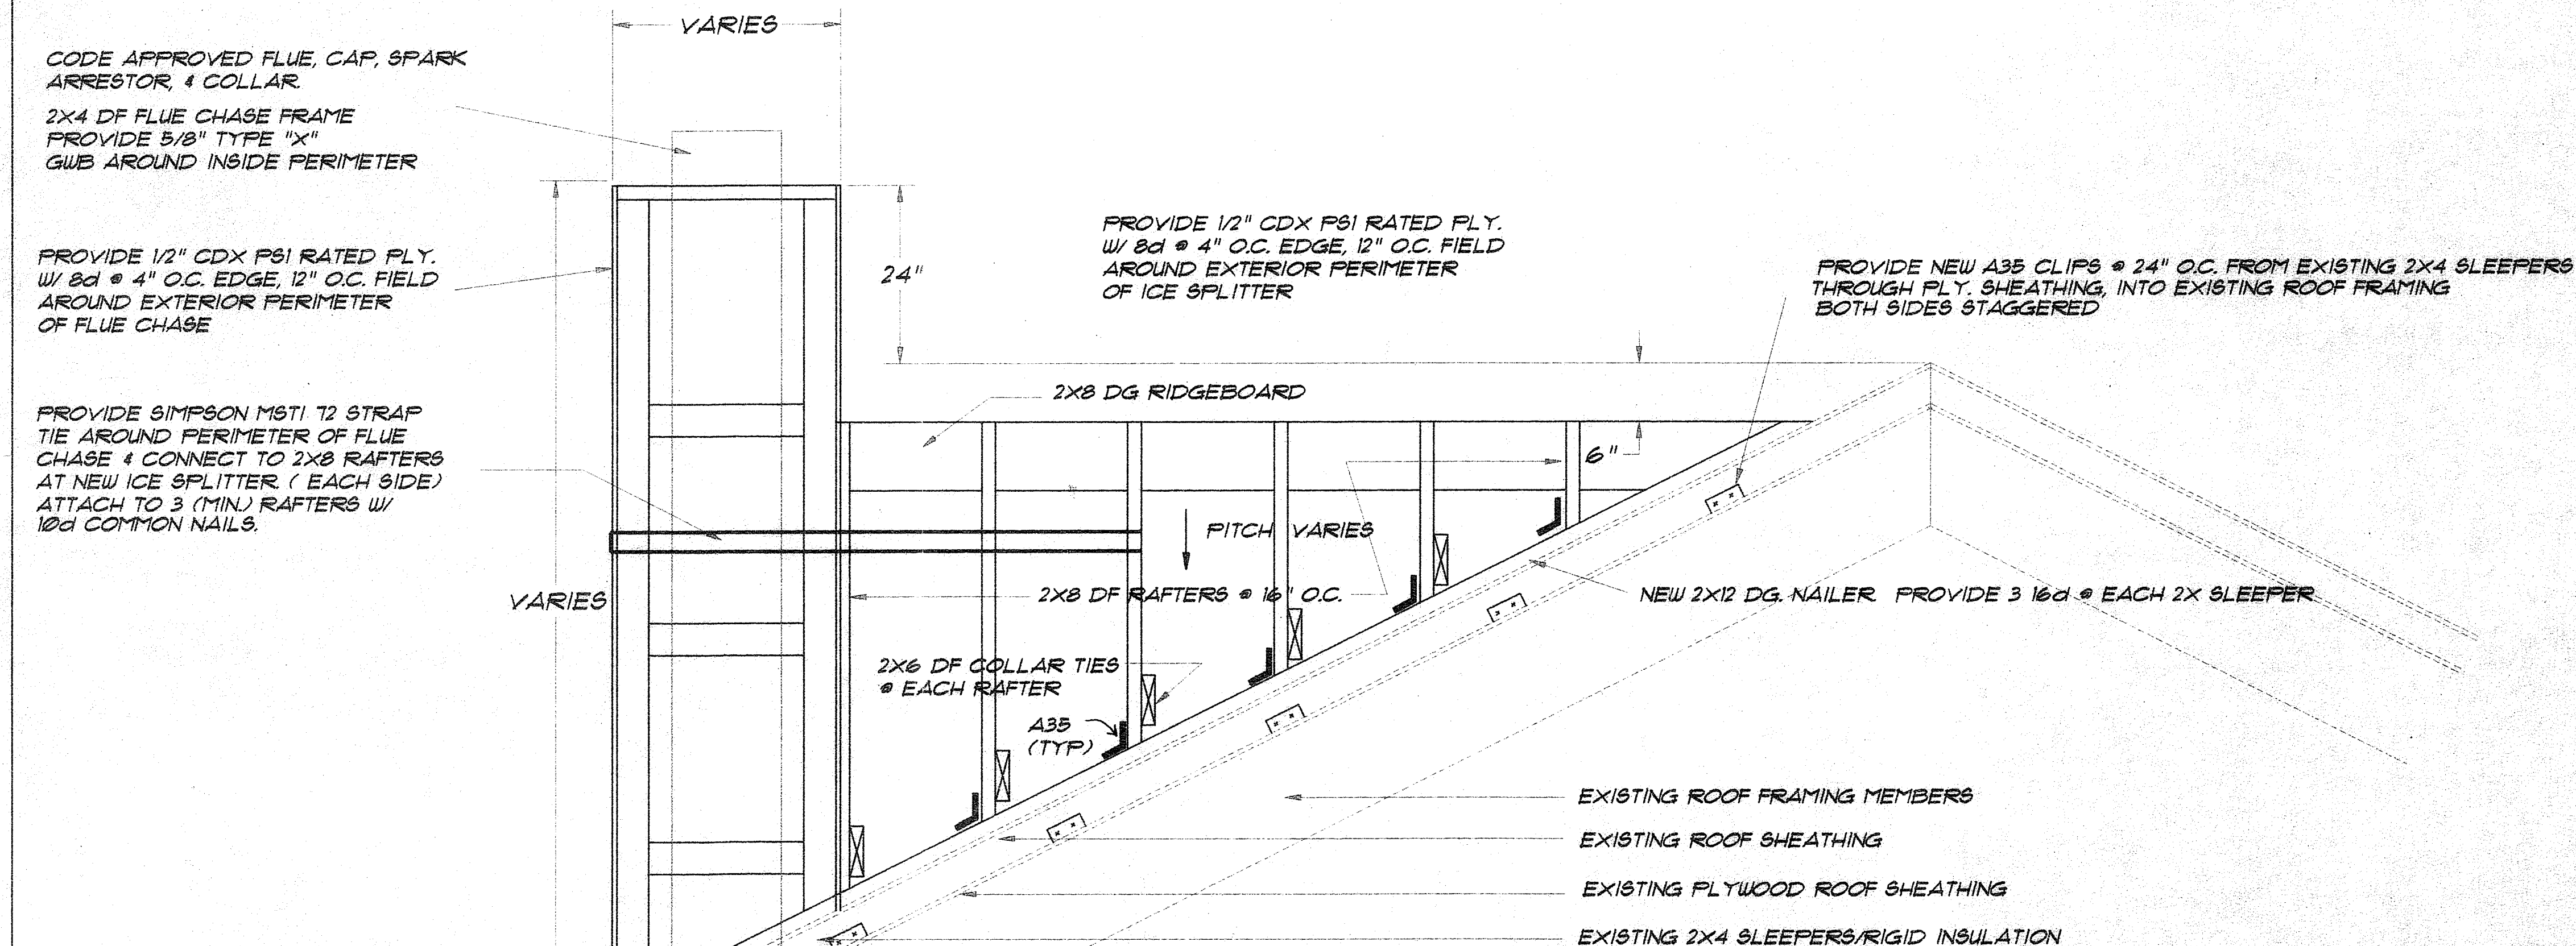 VARIES
CODE APPROVED FLUE, CAP, SPARK
ARRESTOR, & COLLAR.
2X4 DF FLUE CHASE FRAME
PROVIDE 5/8" TYPE "X"
GWB AROUND INSIDE PERIMETER
PROVIDE 1/2" CDX PS1 RATED PLY.
W/ 8d @ 4" O.C. EDGE, 12" O.C. FIELD
AROUND EXTERIOR PERIMETER
OF FLUE CHASE
PROVIDE SIMPSON MSTI 72 STRAP
TIE AROUND PERIMETER OF FLUE
CHASE & CONNECT TO 2X8 RAFTERS
AT NEW ICE SPLITTER. ( EACH SIDE)
ATTACH TO 3 (MIN.) RAFTERS W/
10d COMMON NAILS.
VARIES
24"
PROVIDE 1/2" CDX PS1 RATED PLY.
W/ 8d @ 4" O.C. EDGE, 12" O.C. FIELD
AROUND EXTERIOR PERIMETER
OF ICE SPLITTER
PROVIDE NEW A35 CLIPS @ 24" O.C. FROM EXISTING 2X4 SLEEPERS
THROUGH PLY. SHEATHING, INTO EXISTING ROOF FRAMING
BOTH SIDES STAGGERED
2X8 DG RIDGEBOARD
6"
PITCH VARIES
2X8 DF RAFTERS @ 16" O.C.
NEW 2X12 DG. NAILER PROVIDE 3 16d @ EACH 2X SLEEPER
2X6 DF COLLAR TIES
@ EACH RAFTER
A35
(TYP)
EXISTING ROOF FRAMING MEMBERS
EXISTING ROOF SHEATHING
EXISTING PLYWOOD ROOF SHEATHING
EXISTING 2X4 SLEEPERS/RIGID INSULATION